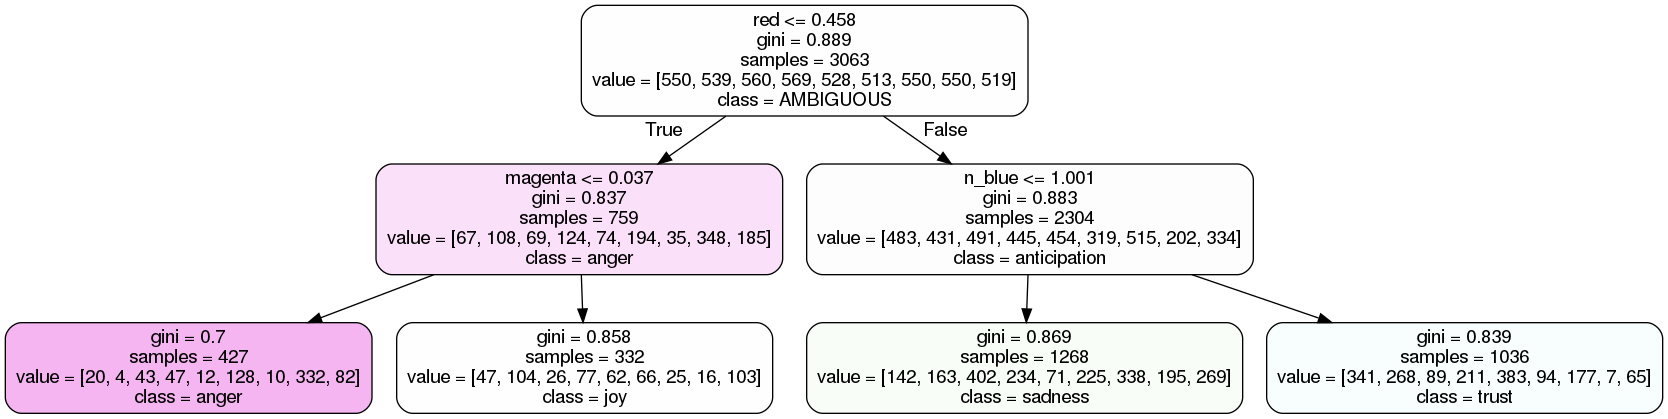 red <= 0.458
gini = 0.889
samples = 3063
value = [550, 539, 560, 569, 528, 513, 550, 550, 519]
class = AMBIGUOUS
True
False
magenta <= 0.037
gini = 0.837
samples = 759
value = [67, 108, 69, 124, 74, 194, 35, 348, 185]
class = anger
n_blue <= 1.001
gini = 0.883
samples = 2304
value = [483, 431, 491, 445, 454, 319, 515, 202, 334]
class = anticipation
gini = 0.7
samples = 427
value = [20, 4, 43, 47, 12, 128, 10, 332, 82]
class = anger
gini = 0.858
samples = 332
value = [47, 104, 26, 77, 62, 66, 25, 16, 103]
class = joy
gini = 0.869
samples = 1268
value = [142, 163, 402, 234, 71, 225, 338, 195, 269]
class = sadness
gini = 0.839
samples = 1036
value = [341, 268, 89, 211, 383, 94, 177, 7, 65]
class = trust